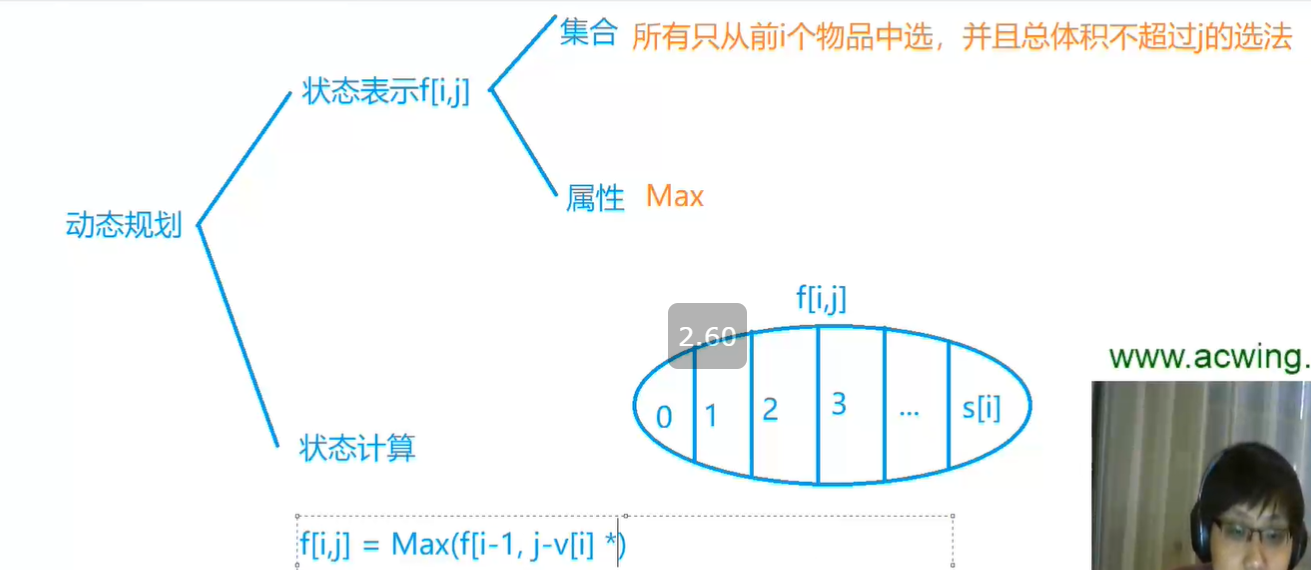 集合 所有只从前i个物品中选，并且总体积不超过j的选法
状态表示f[i,j]
属性 Max
动态规划
f[i,j]
2.60
www.acwing.
0 1 2 3 ... s[i]
状态计算
f[i,j] = Max(f[i-1, j-v[i] *)